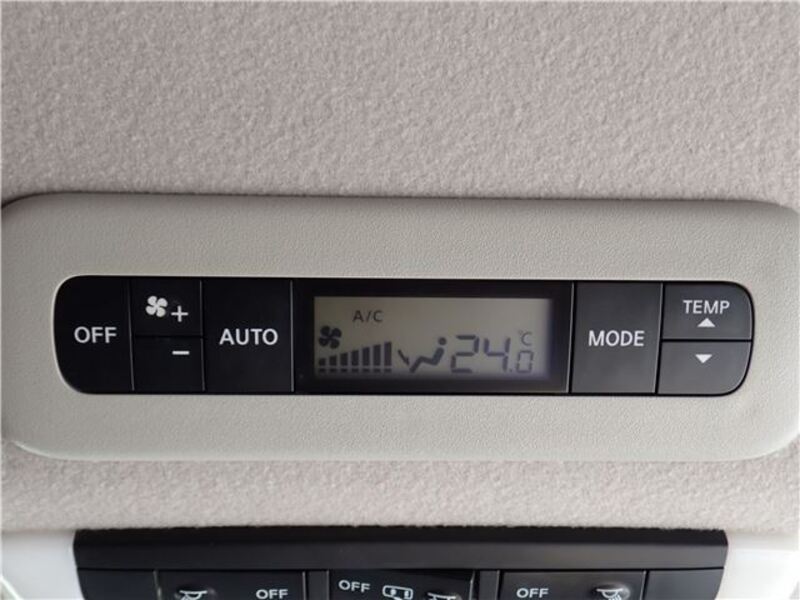 OFF
+
-
AUTO
A/C
24.0 °C
MODE
TEMP
OFF
OFF
OFF